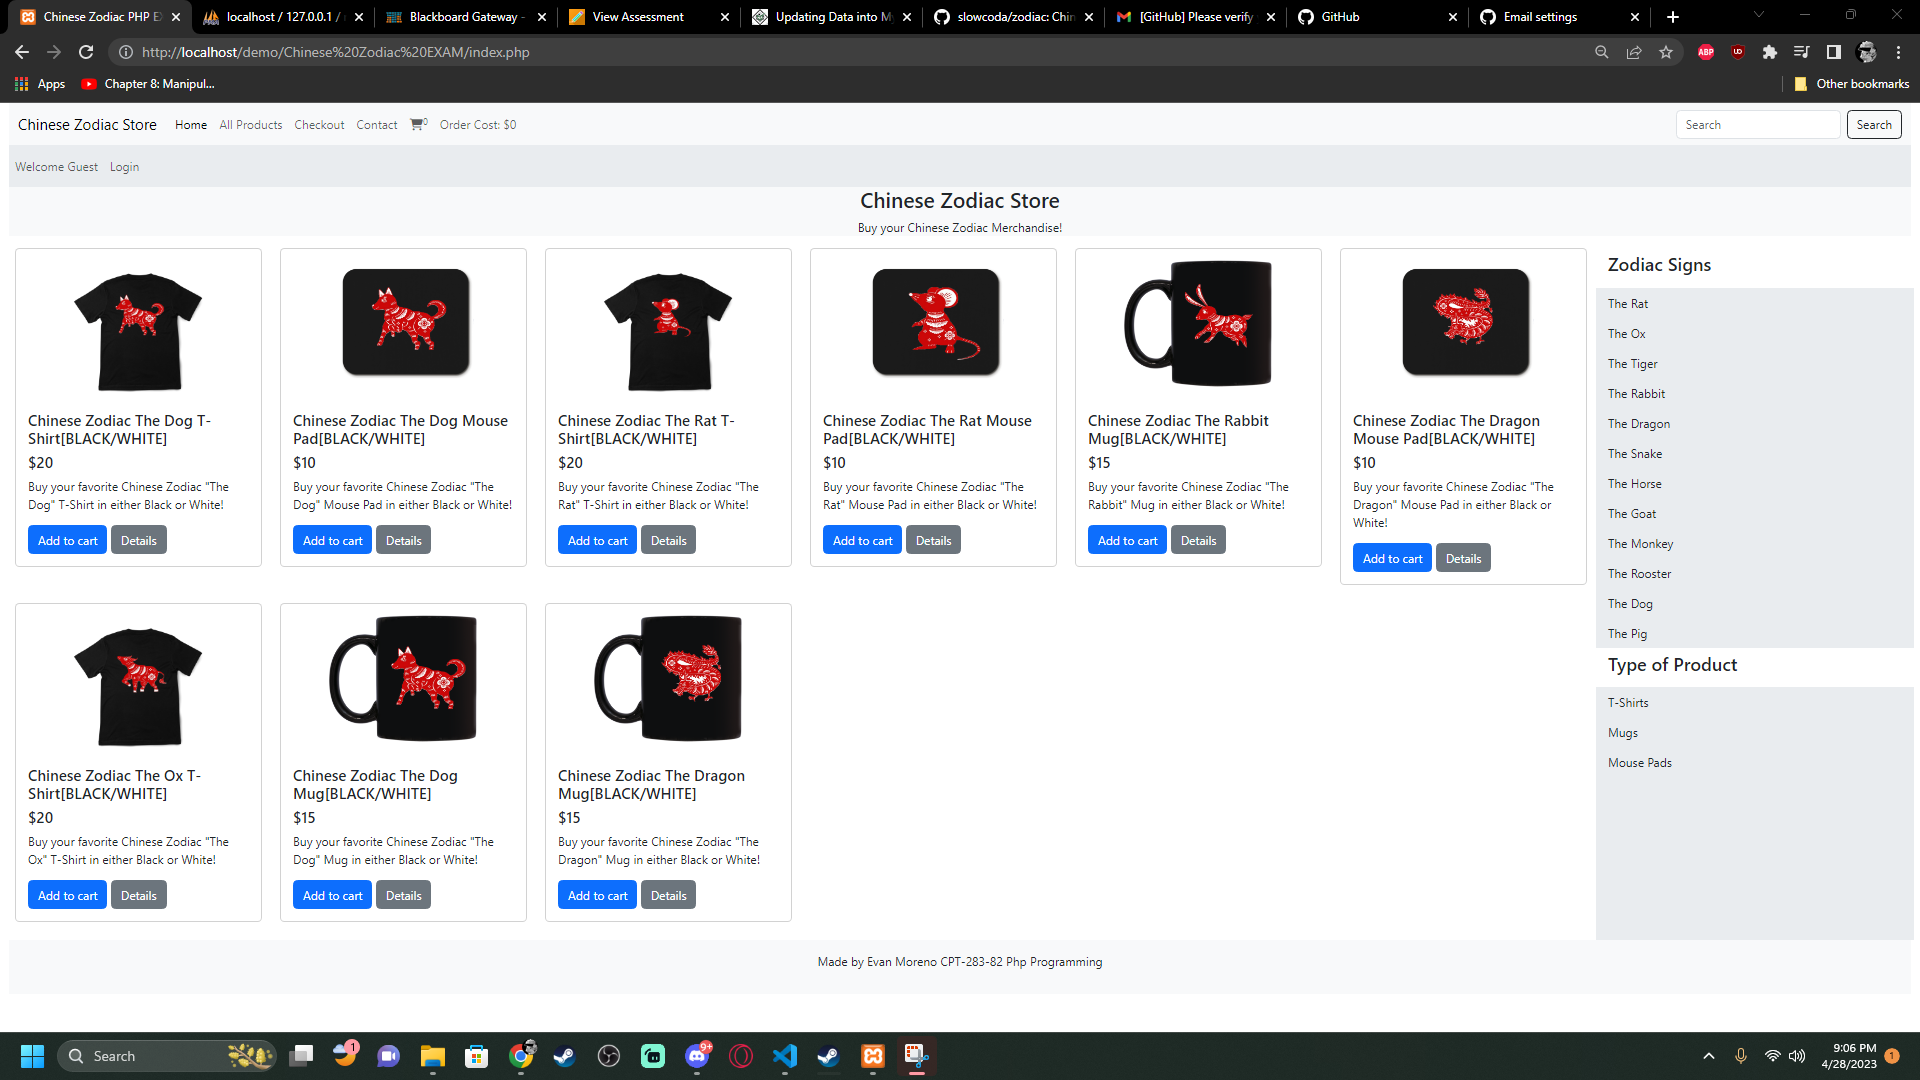 Chinese Zodiac PHP EX
localhost / 127.0.0.1 /
Blackboard Gateway -
View Assessment
Updating Data into M
slowcoda/zodiac: Chin
[GitHub] Please verify
GitHub
Email settings
http://localhost/demo/Chinese%20Zodiac%20EXAM/index.php
ABP
Apps
Chapter 8: Manipul...
Other bookmarks
Chinese Zodiac Store
Home
All Products
Checkout
Contact
0
Order Cost: $0
Search
Search
Welcome Guest
Login
Chinese Zodiac Store
Buy your Chinese Zodiac Merchandise!
Chinese Zodiac The Dog T-
Shirt[BLACK/WHITE]
$20
Buy your favorite Chinese Zodiac "The
Dog" T-Shirt in either Black or White!
Add to cart
Details
Chinese Zodiac The Dog Mouse
Pad[BLACK/WHITE]
$10
Buy your favorite Chinese Zodiac "The
Dog" Mouse Pad in either Black or White!
Add to cart
Details
Chinese Zodiac The Rat T-
Shirt[BLACK/WHITE]
$20
Buy your favorite Chinese Zodiac "The
Rat" T-Shirt in either Black or White!
Add to cart
Details
Chinese Zodiac The Rat Mouse
Pad[BLACK/WHITE]
$10
Buy your favorite Chinese Zodiac "The
Rat" Mouse Pad in either Black or White!
Add to cart
Details
Chinese Zodiac The Rabbit
Mug[BLACK/WHITE]
$15
Buy your favorite Chinese Zodiac "The
Rabbit" Mug in either Black or White!
Add to cart
Details
Chinese Zodiac The Dragon
Mouse Pad[BLACK/WHITE]
$10
Buy your favorite Chinese Zodiac "The
Dragon" Mouse Pad in either Black or
White!
Add to cart
Details
Chinese Zodiac The Ox T-
Shirt[BLACK/WHITE]
$20
Buy your favorite Chinese Zodiac "The
Ox" T-Shirt in either Black or White!
Add to cart
Details
Chinese Zodiac The Dog
Mug[BLACK/WHITE]
$15
Buy your favorite Chinese Zodiac "The
Dog" Mug in either Black or White!
Add to cart
Details
Chinese Zodiac The Dragon
Mug[BLACK/WHITE]
$15
Buy your favorite Chinese Zodiac "The
Dragon" Mug in either Black or White!
Add to cart
Details
Zodiac Signs
The Rat
The Ox
The Tiger
The Rabbit
The Dragon
The Snake
The Horse
The Goat
The Monkey
The Rooster
The Dog
The Pig
Type of Product
T-Shirts
Mugs
Mouse Pads
Made by Evan Moreno CPT-283-82 Php Programming
Search
1
9+
9:06 PM
4/28/2023
1